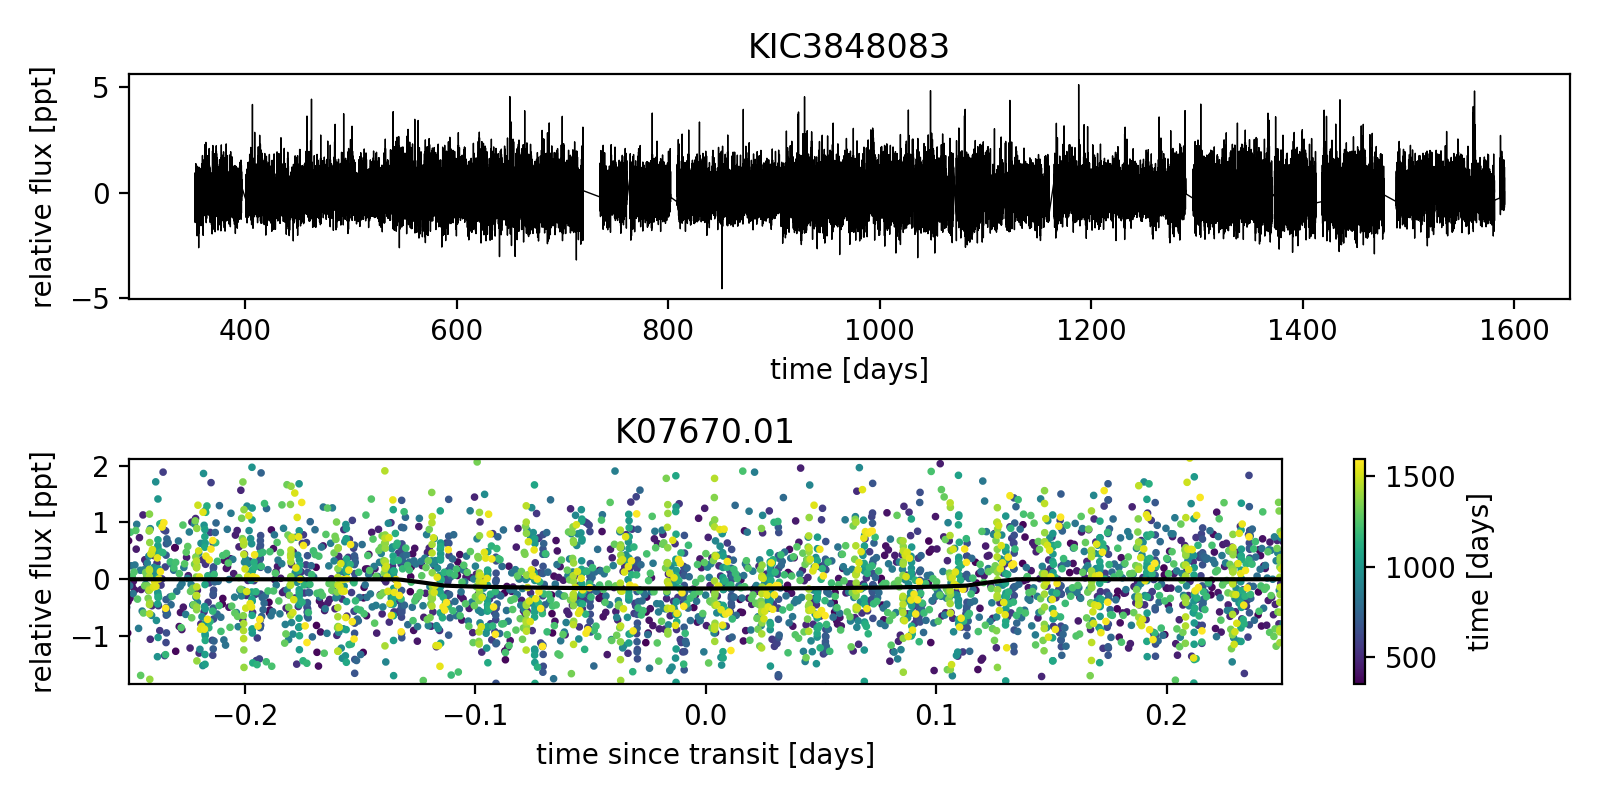 KIC3848083
relative flux [ppt]
5
0
−5
400 600 800 1000 1200 1400 1600
time [days]
K07670.01
relative flux [ppt]
2
1
0
−1
−0.2 −0.1 0.0 0.1 0.2
time since transit [days]
1500
1000
500
time [days]